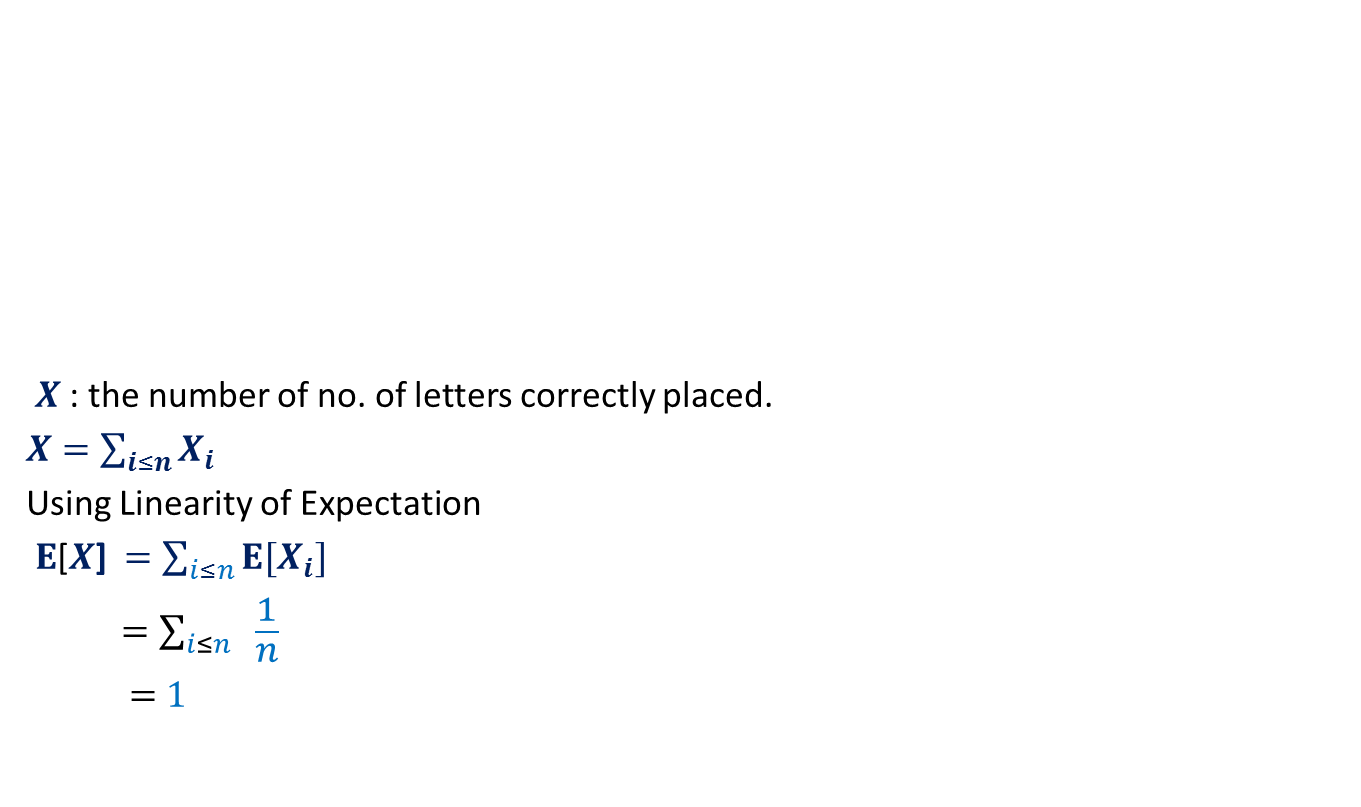 X : the number of no. of letters correctly placed.
X = ∑i≤n Xi
Using Linearity of Expectation
E[X] = ∑i≤n E[Xi]
= ∑i≤n 1/n
= 1